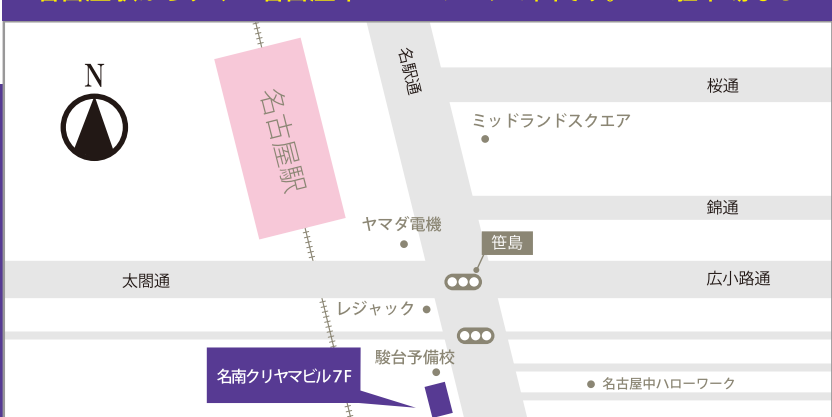 N
名駅通
桜通
ミッドランドスクエア
名古屋駅
錦通
ヤマダ電機
笹島
太閤通
広小路通
レジャック
駿台予備校
名南クリヤマビル7F
名古屋中ハローワーク